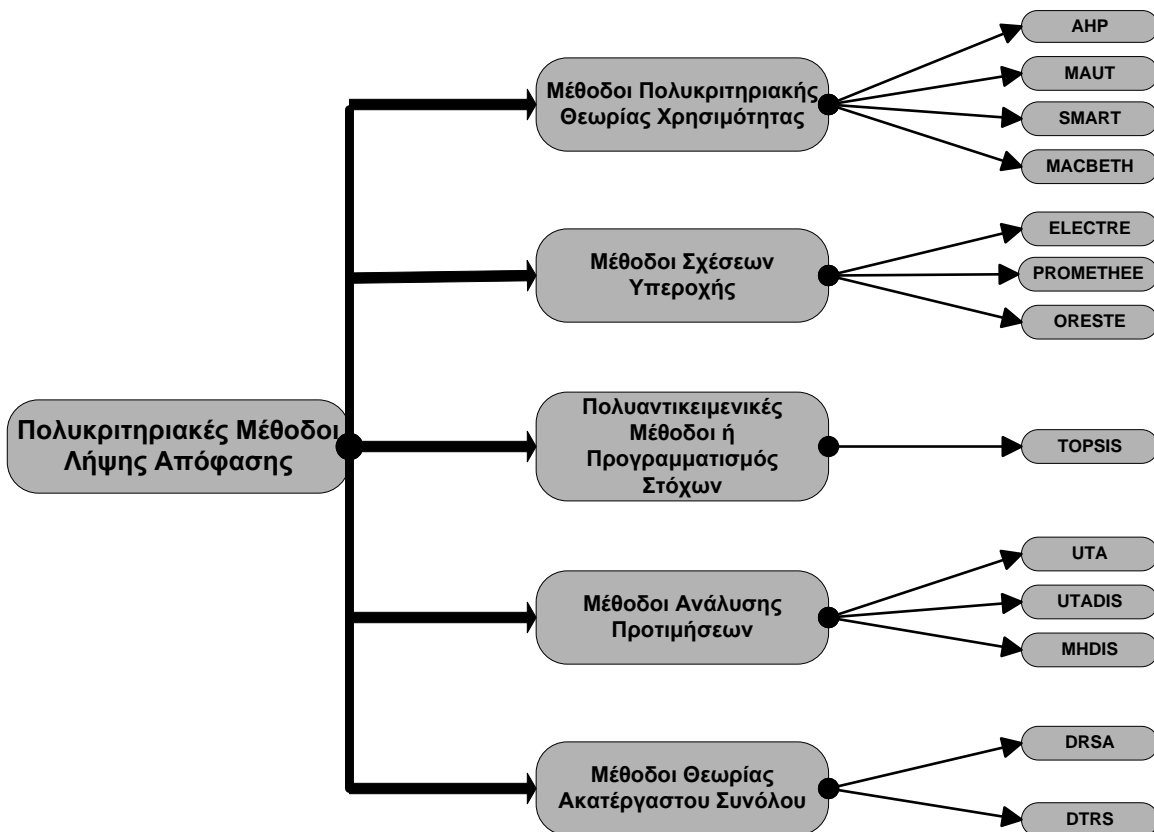 Πολυκριτηριακές Μέθοδοι
Λήψης Απόφασης
Μέθοδοι Πολυκριτηριακής
Θεωρίας Χρησιμότητας
AHP
MAUT
SMART
MACBETH
Μέθοδοι Σχέσεων
Υπεροχής
ELECTRE
PROMETHEE
ORESTE
Πολυαντικειμενικές
Μέθοδοι ή
Προγραμματισμός
Στόχων
TOPSIS
Μέθοδοι Ανάλυσης
Προτιμήσεων
UTA
UTADIS
MHDIS
Μέθοδοι Θεωρίας
Ακατέργαστου Συνόλου
DRSA
DTRS